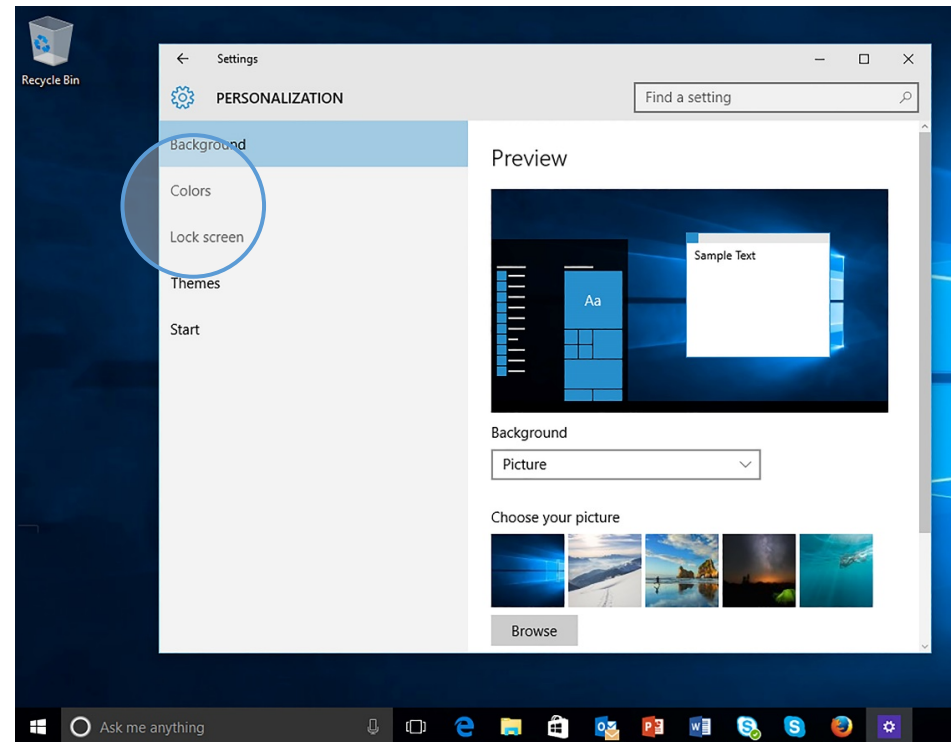 Recycle Bin
Settings
PERSONALIZATION
Find a setting
Background
Colors
Lock screen
Themes
Start
Preview
Sample Text
Aa
Background
Picture
Choose your picture
Browse
Ask me anything